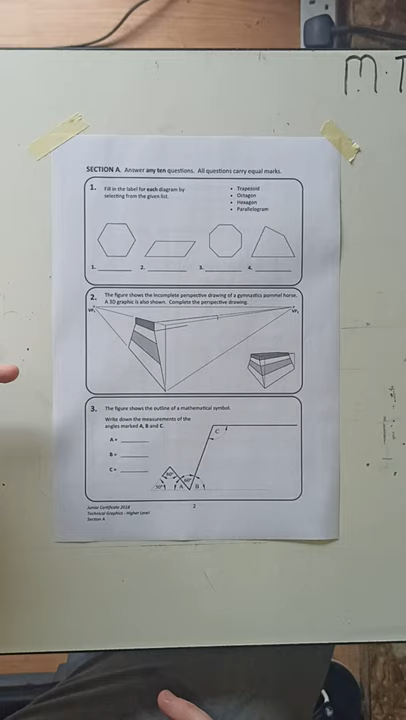 M.T
SECTION A. Answer any ten questions. All questions carry equal marks.
1. Fill in the label for each diagram by
selecting from the given list.
• Trapezoid
• Octagon
• Hexagon
• Parallelogram
1. 2. 3. 4.
2. The figure shows the incomplete perspective drawing of a gymnastics pommel horse.
A 3D graphic is also shown. Complete the perspective drawing.
VP₁ VP₂
3. The figure shows the outline of a mathematical symbol.
Write down the measurements of the
angles marked A, B and C.
C
A =
B =
C =
50° A B
Junior Certificate 2018
Technical Graphics - Higher Level
Section A
2